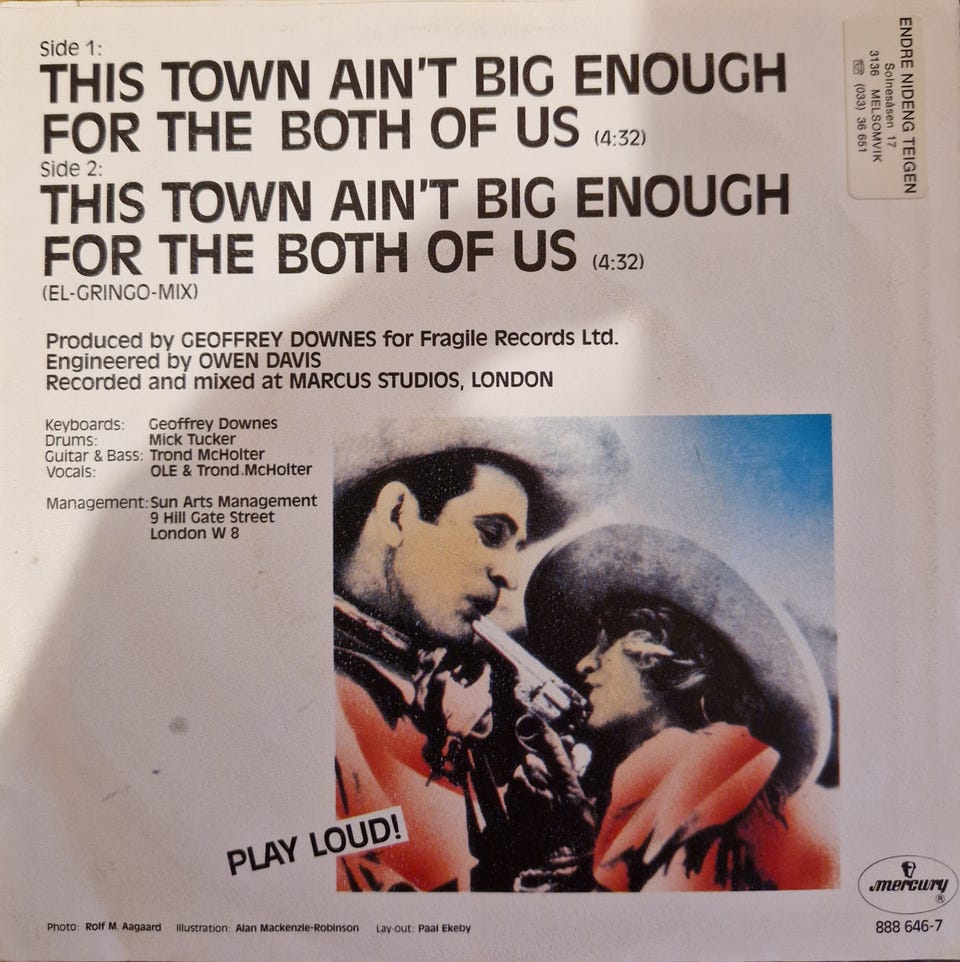 Side 1:
THIS TOWN AIN'T BIG ENOUGH
FOR THE BOTH OF US (4:32)
Side 2:
THIS TOWN AIN'T BIG ENOUGH
FOR THE BOTH OF US (4:32)
(EL-GRINGO-MIX)
Produced by GEOFFREY DOWNES for Fragile Records Ltd.
Engineered by OWEN DAVIS
Recorded and mixed at MARCUS STUDIOS, LONDON
Keyboards: Geoffrey Downes
Drums: Mick Tucker
Guitar & Bass: Trond McHolter
Vocals: OLE & Trond.McHolter
Management: Sun Arts Management
9 Hill Gate Street
London W 8
ENDRE NIDENG TEIGEN
Solnesåsen 17
3136 MELSOMVIK
☏ (033) 36 651
PLAY LOUD!
mercury
®
888 646-7
Photo: Rolf M. Aagaard Illustration: Alan Mackenzie-Robinson Lay-out: Paal Ekeby